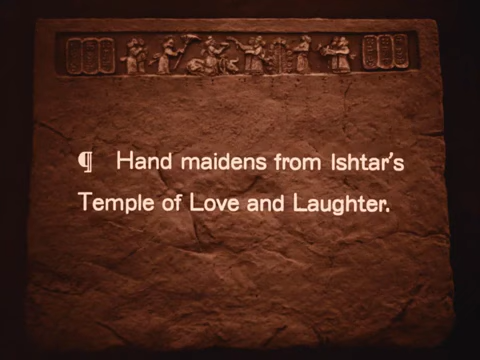 ¶ Hand maidens from Ishtar's
Temple of Love and Laughter.